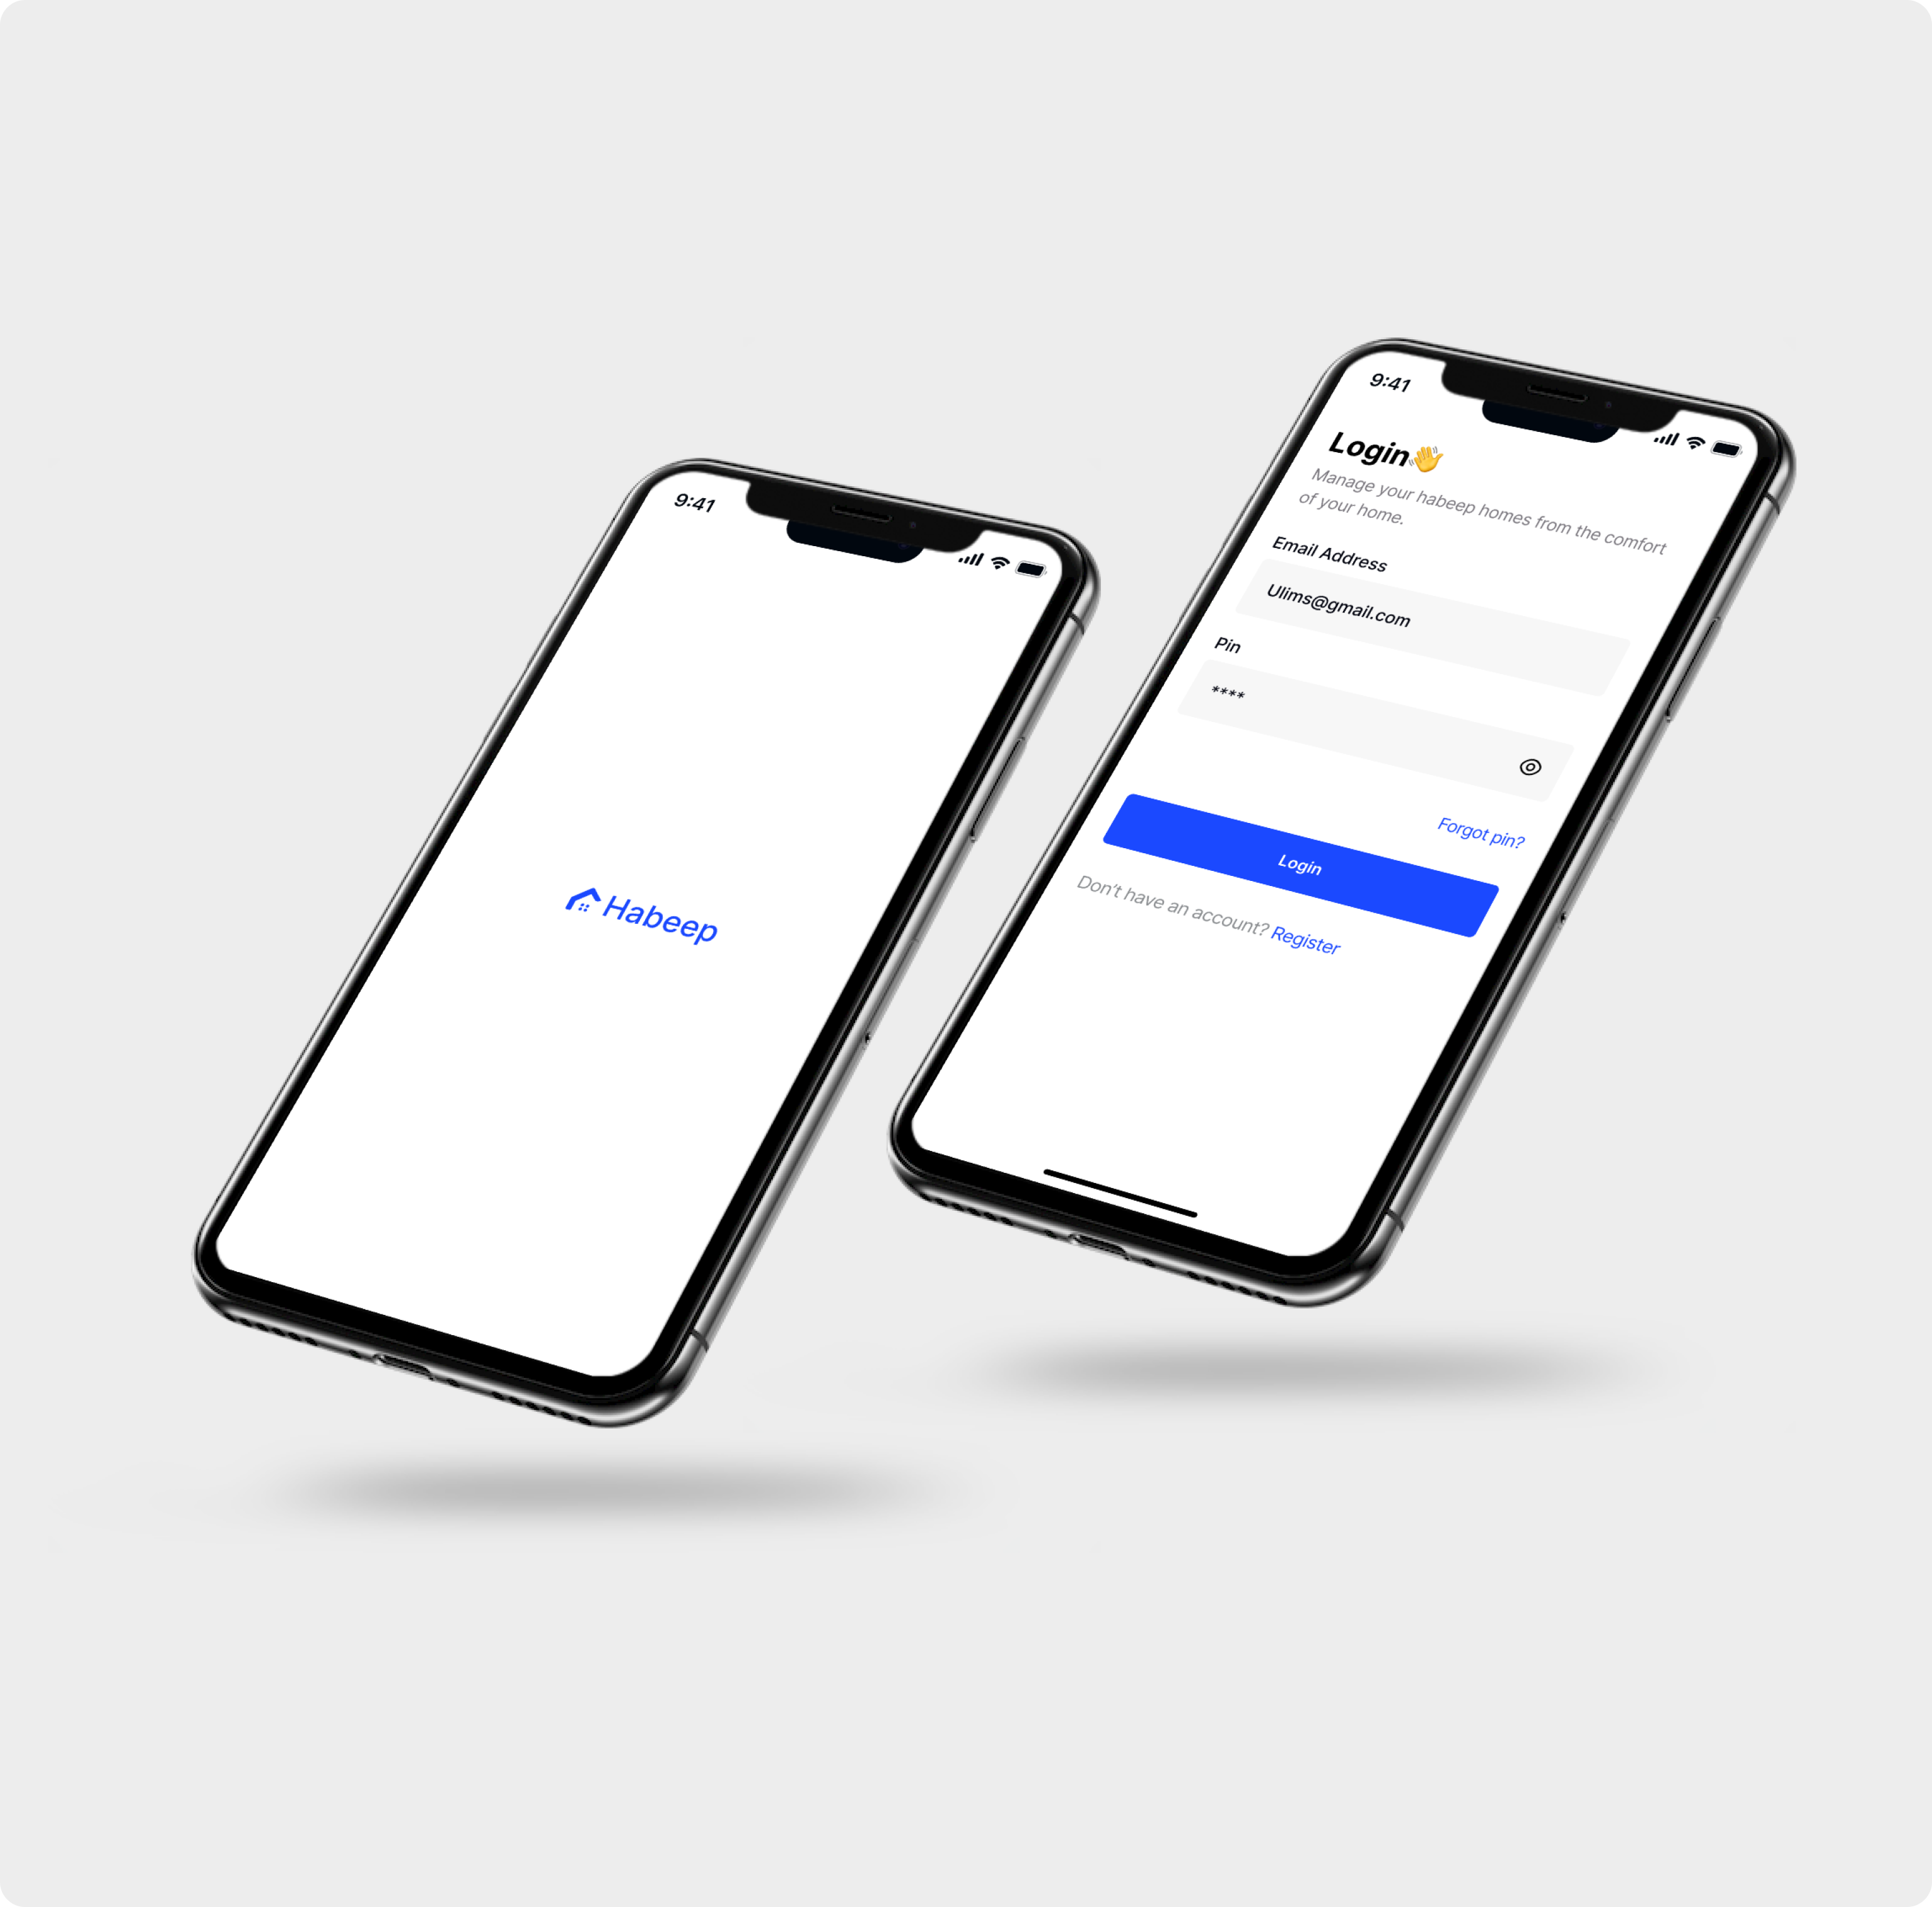 9:41
Habeep
9:41
Login👋
Manage your habeep homes from the comfort
of your home.
Email Address
Ulims@gmail.com
Pin
****
Forgot pin?
Login
Don't have an account? Register